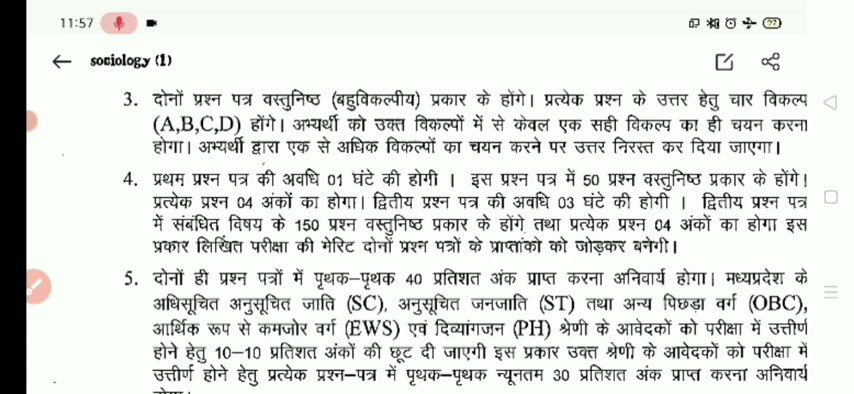 11:57
27
sociology (1)
3. दोनों प्रश्न पत्र वस्तुनिष्ठ (बहुविकल्पीय) प्रकार के होंगे। प्रत्येक प्रश्न के उत्तर हेतु चार विकल्प
(A,B,C,D) होंगे। अभ्यर्थी को उक्त विकल्पों में से केवल एक सही विकल्प का ही चयन करना
होगा। अभ्यर्थी द्वारा एक से अधिक विकल्पों का चयन करने पर उत्तर निरस्त कर दिया जाएगा।
4. प्रथम प्रश्न पत्र की अवधि 01 घंटे की होगी । इस प्रश्न पत्र में 50 प्रश्न वस्तुनिष्ठ प्रकार के होंगे।
प्रत्येक प्रश्न 04 अंकों का होगा। द्वितीय प्रश्न पत्र की अवधि 03 घंटे की होगी । द्वितीय प्रश्न पत्र
में संबंधित विषय के 150 प्रश्न वस्तुनिष्ठ प्रकार के होंगे तथा प्रत्येक प्रश्न 04 अंकों का होगा इस
प्रकार लिखित परीक्षा की मेरिट दोनों प्रश्न पत्रों के प्राप्तांको को जोड़कर बनेगी।
5. दोनों ही प्रश्न पत्रों में पृथक–पृथक 40 प्रतिशत अंक प्राप्त करना अनिवार्य होगा। मध्यप्रदेश के
अधिसूचित अनुसूचित जाति (SC), अनुसूचित जनजाति (ST) तथा अन्य पिछड़ा वर्ग (OBC),
आर्थिक रूप से कमजोर वर्ग (EWS) एवं दिव्यांगजन (PH) श्रेणी के आवेदकों को परीक्षा में उत्तीर्ण
होने हेतु 10–10 प्रतिशत अंकों की छूट दी जाएगी इस प्रकार उक्त श्रेणी के आवेदकों को परीक्षा में
उत्तीर्ण होने हेतु प्रत्येक प्रश्न–पत्र में पृथक–पृथक न्यूनतम 30 प्रतिशत अंक प्राप्त करना अनिवार्य